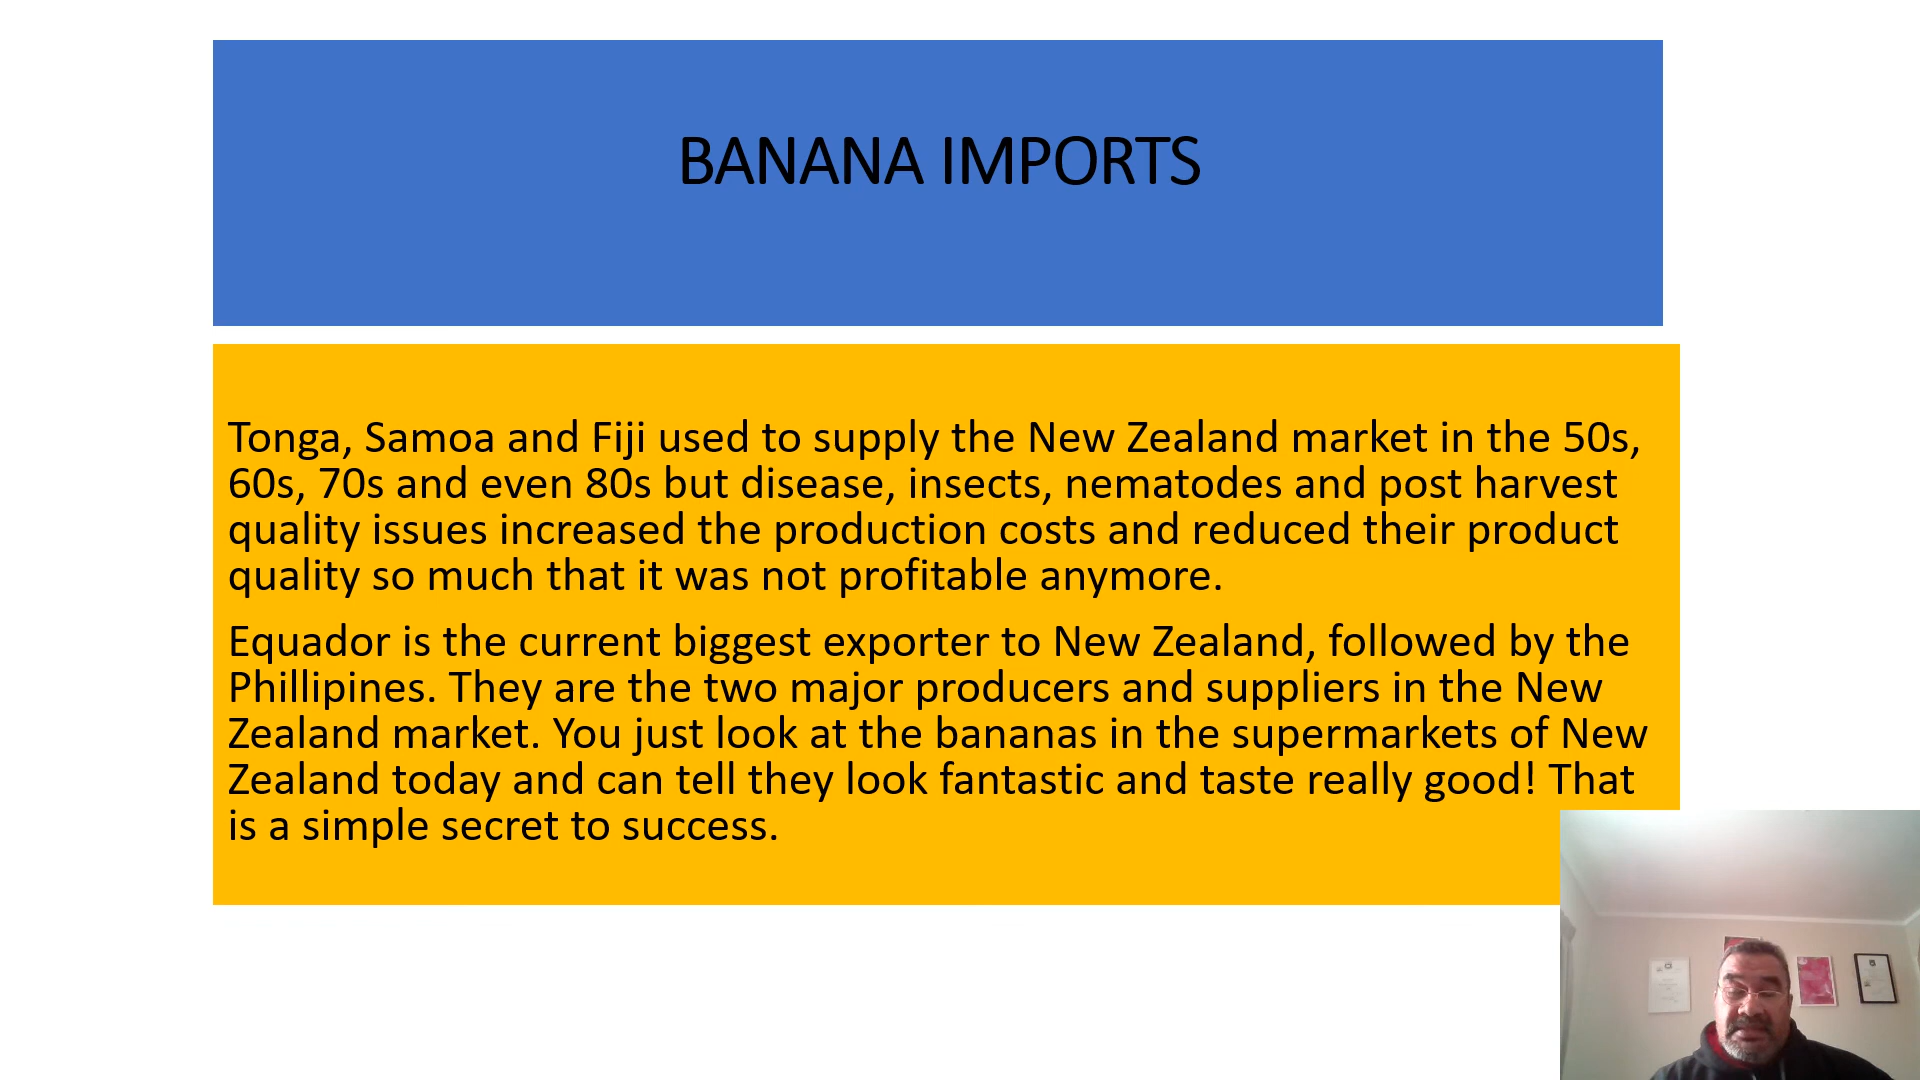 BANANA IMPORTS
Tonga, Samoa and Fiji used to supply the New Zealand market in the 50s,
60s, 70s and even 80s but disease, insects, nematodes and post harvest
quality issues increased the production costs and reduced their product
quality so much that it was not profitable anymore.
Equador is the current biggest exporter to New Zealand, followed by the
Phillipines. They are the two major producers and suppliers in the New
Zealand market. You just look at the bananas in the supermarkets of New
Zealand today and can tell they look fantastic and taste really good! That
is a simple secret to success.